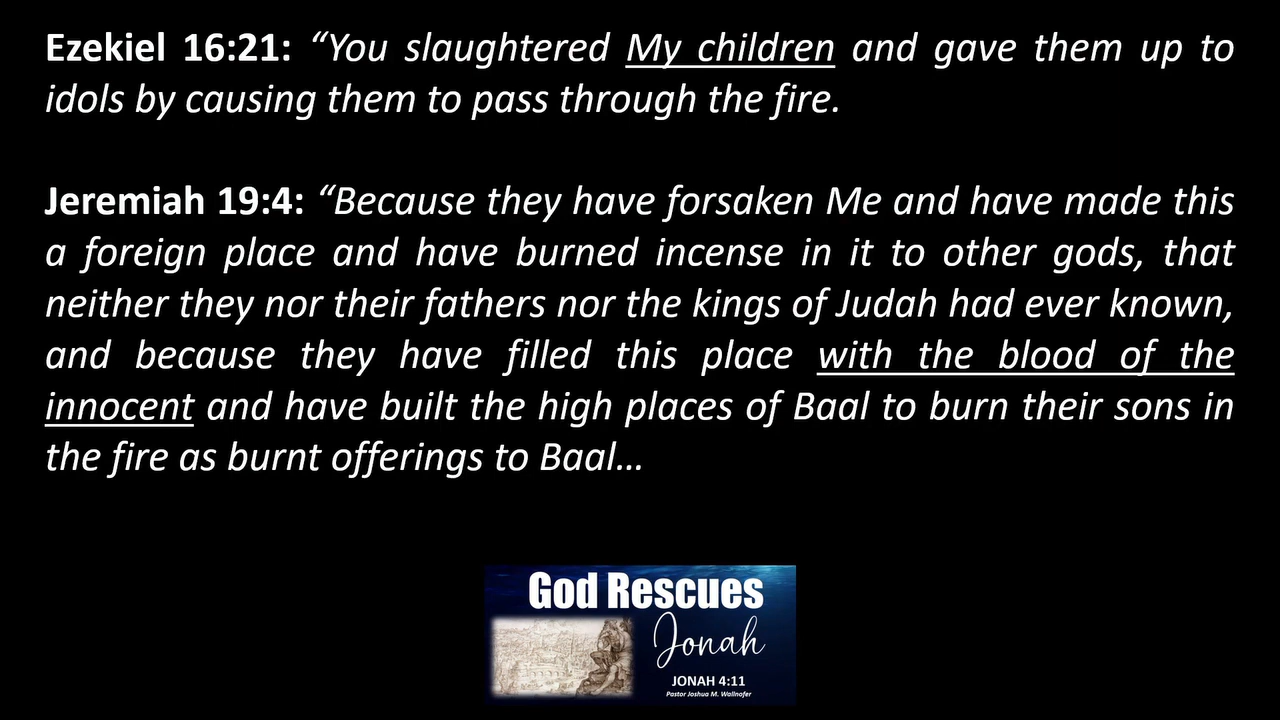 Ezekiel 16:21: “You slaughtered My children and gave them up to
idols by causing them to pass through the fire.
Jeremiah 19:4: “Because they have forsaken Me and have made this
a foreign place and have burned incense in it to other gods, that
neither they nor their fathers nor the kings of Judah had ever known,
and because they have filled this place with the blood of the
innocent and have built the high places of Baal to burn their sons in
the fire as burnt offerings to Baal…
God Rescues
Jonah
JONAH 4:11
Pastor Joshua M. Wallnofer